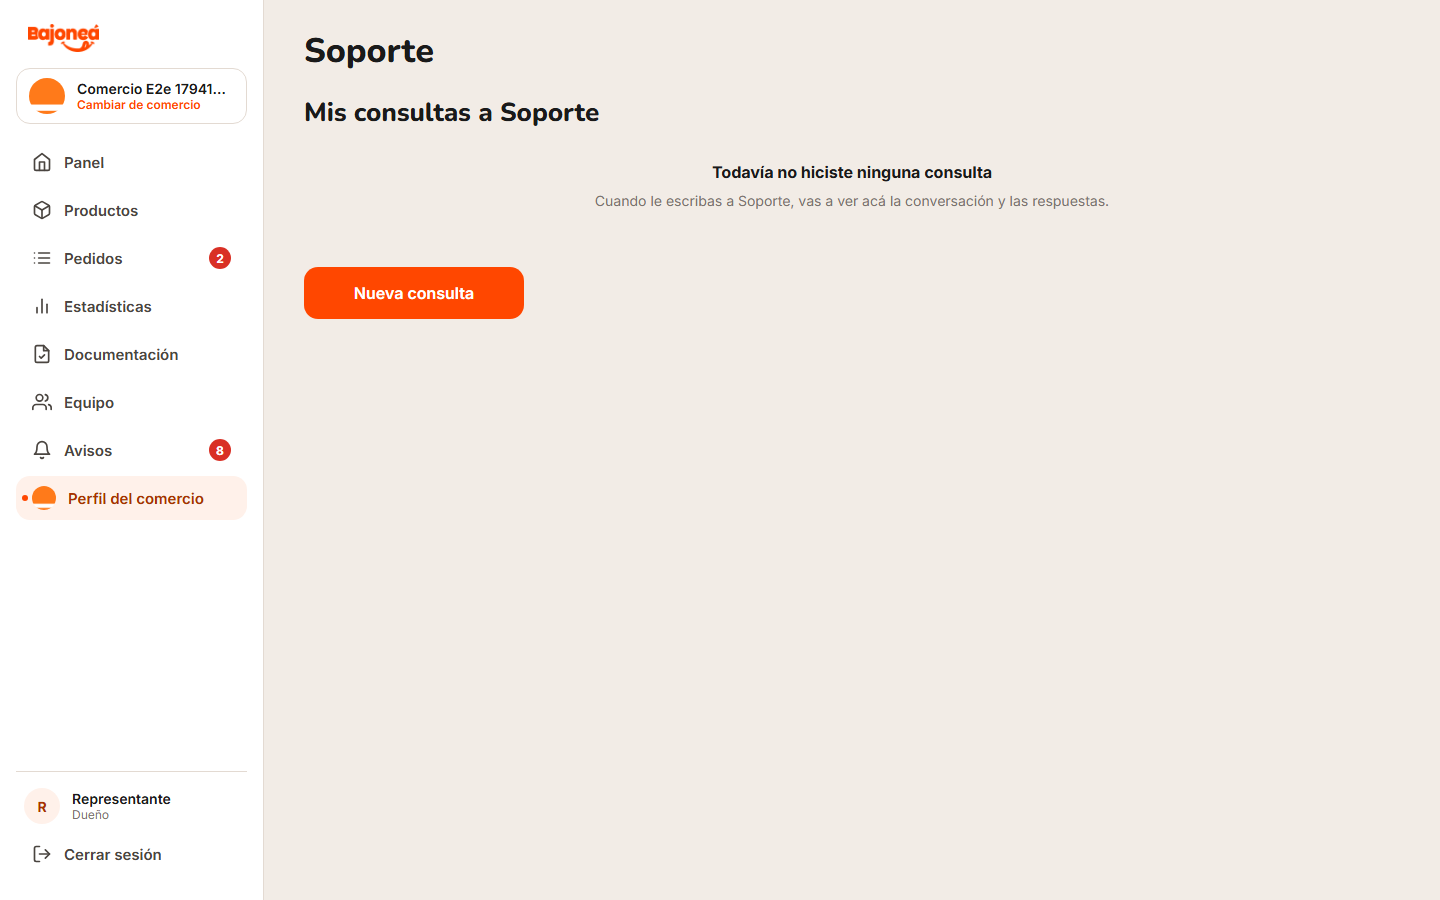 Bajoneá
Comercio E2e 17941...
Cambiar de comercio
Panel
Productos
Pedidos 2
Estadísticas
Documentación
Equipo
Avisos 8
Perfil del comercio
R
Representante
Dueño
Cerrar sesión
Soporte
Mis consultas a Soporte
Todavía no hiciste ninguna consulta
Cuando le escribas a Soporte, vas a ver acá la conversación y las respuestas.
Nueva consulta